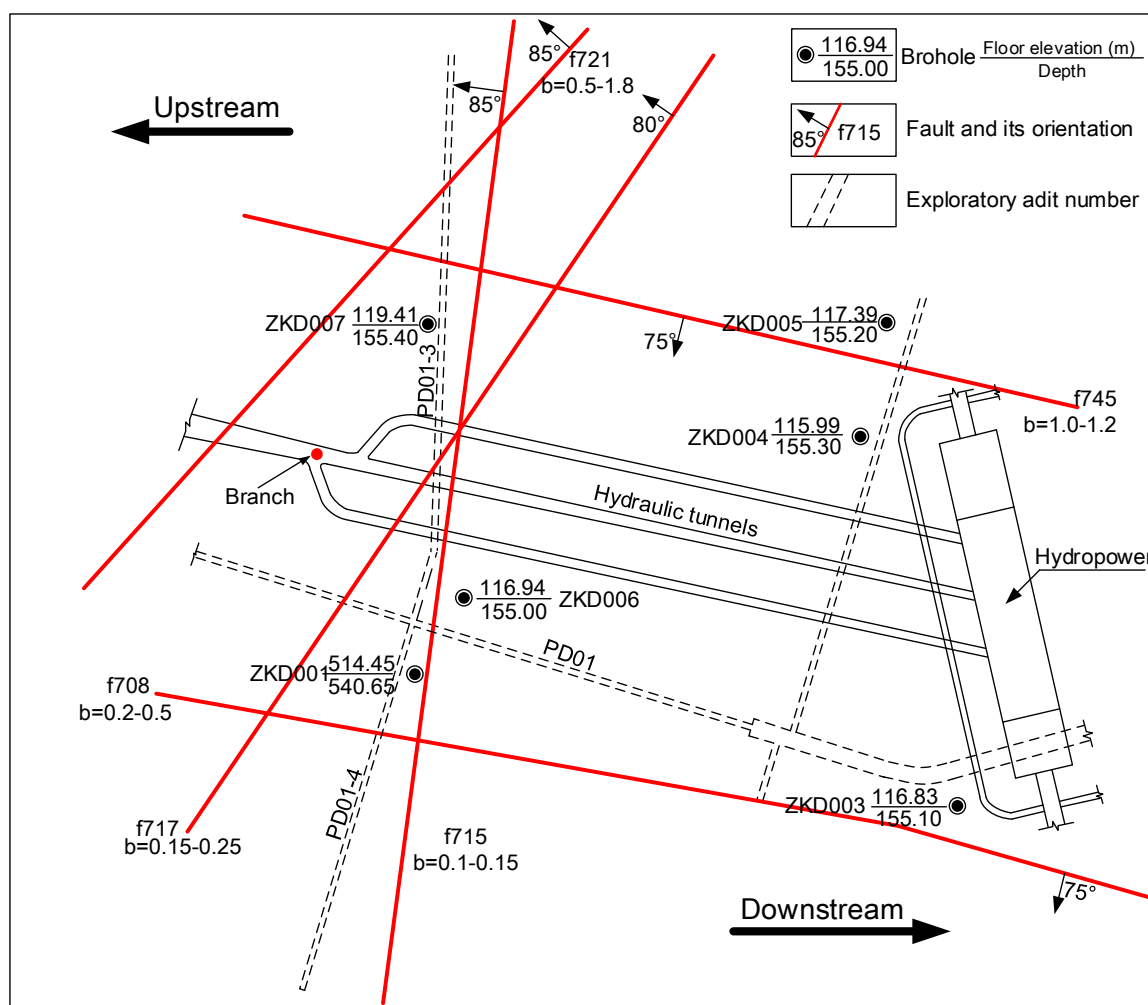 85°
f721
b=0.5-1.8
116.94
155.00
Brohole
Floor elevation (m)
Depth
Upstream
85°
80°
85°
f715
Fault and its orientation
Exploratory adit number
ZKD007
119.41
155.40
75°
ZKD005
117.39
155.20
PD01-3
f745
b=1.0-1.2
ZKD004
115.99
155.30
Branch
Hydraulic tunnels
Hydropower
116.94
155.00
ZKD006
PD01
ZKD001
514.45
540.65
f708
b=0.2-0.5
PD01-4
ZKD003
116.83
155.10
f717
b=0.15-0.25
f715
b=0.1-0.15
75°
Downstream